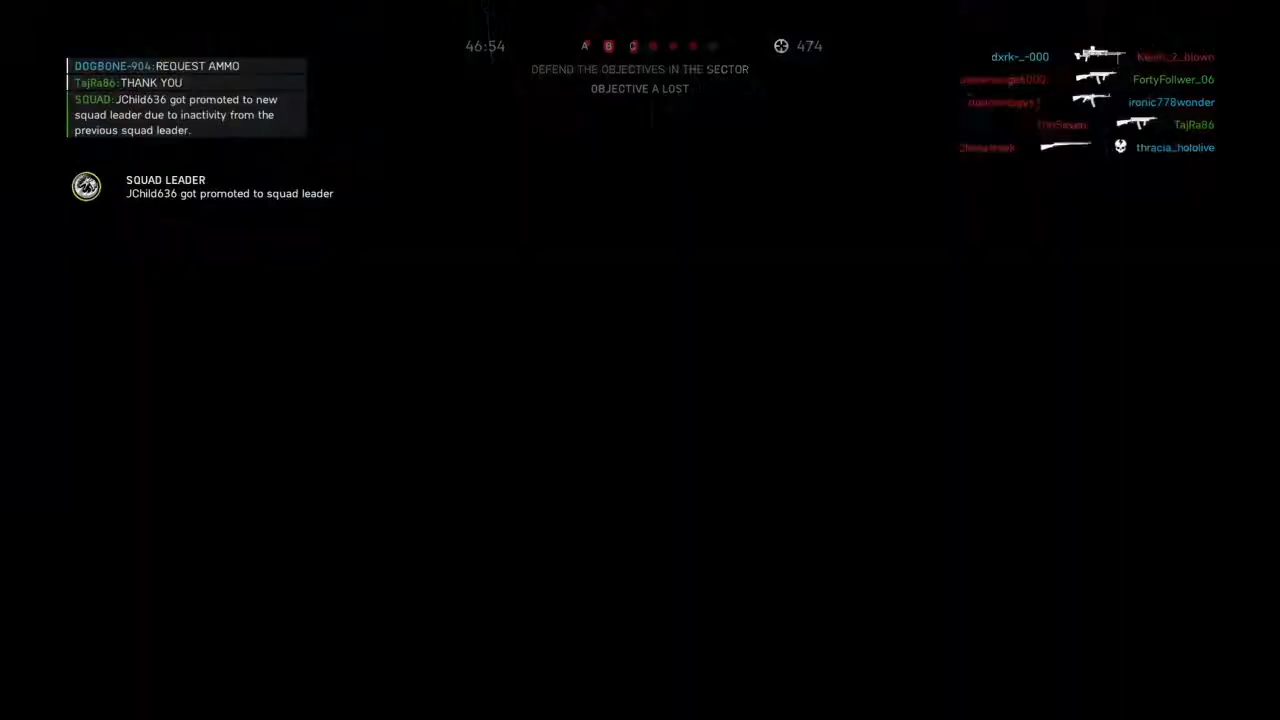 46:54
A B C
474
DEFEND THE OBJECTIVES IN THE SECTOR
OBJECTIVE A LOST
DOGBONE-904:REQUEST AMMO
TajRa86:THANK YOU
SQUAD:JChild636 got promoted to new
squad leader due to inactivity from the
previous squad leader.
SQUAD LEADER
JChild636 got promoted to squad leader
dxrk-_-000
FortyFollwer_06
ironic778wonder
TajRa86
thracia_hololive